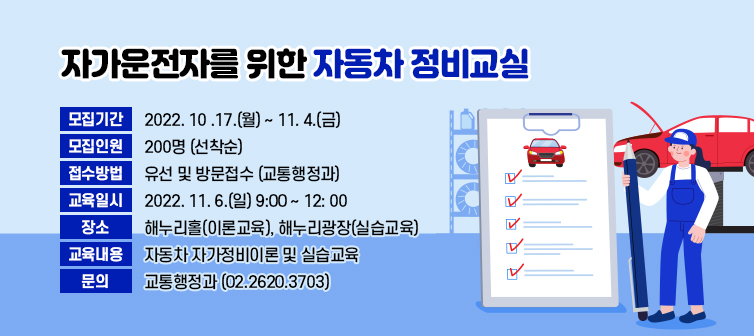 자가운전자를 위한 자동차 정비교실
모집기간 2022. 10 .17.(월) ~ 11. 4.(금)
모집인원 200명 (선착순)
접수방법 유선 및 방문접수 (교통행정과)
교육일시 2022. 11. 6.(일) 9:00 ~ 12: 00
장소 해누리홀(이론교육), 해누리광장(실습교육)
교육내용 자동차 자가정비이론 및 실습교육
문의 교통행정과 (02.2620.3703)